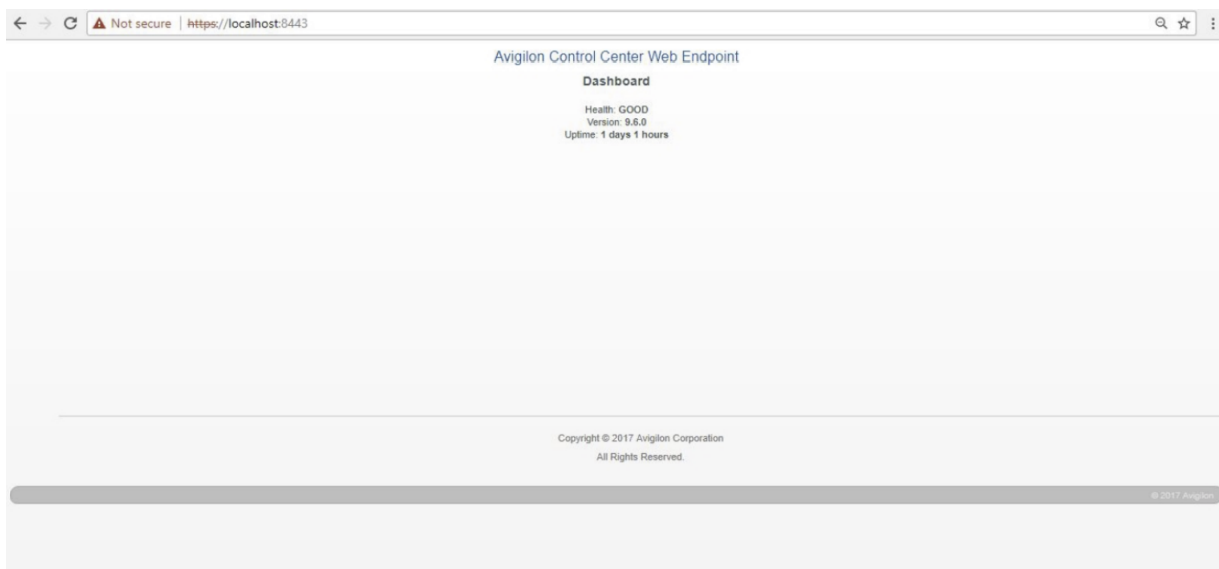 Not secure | https://localhost:8443
Avigilon Control Center Web Endpoint
Dashboard
Health: GOOD
Version: 9.6.0
Uptime: 1 days 1 hours
Copyright © 2017 Avigilon Corporation
All Rights Reserved.
© 2017 Avigilon